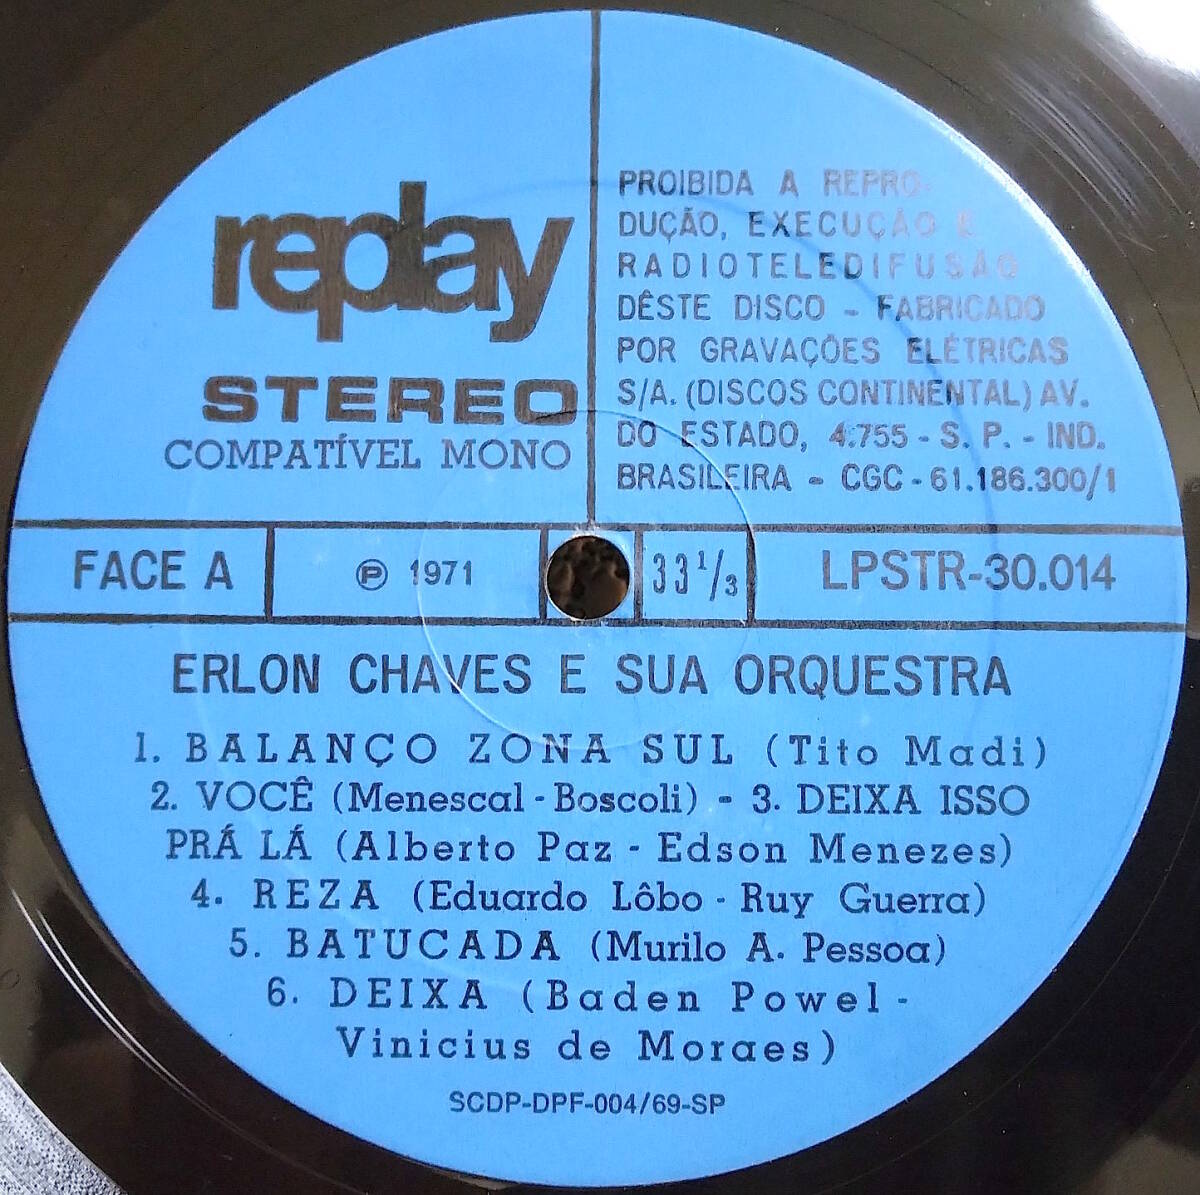 replay
STEREO
COMPATÍVEL MONO
PROIBIDA A REPRO-
DUÇÃO, EXECUÇÃO E
RADIOTELEDIFUSÃO
DÊSTE DISCO - FABRICADO
POR GRAVAÇÕES ELÉTRICAS
S/A. (DISCOS CONTINENTAL) AV.
DO ESTADO, 4.755 - S. P. - IND.
BRASILEIRA - CGC - 61.186.300/1
FACE A
℗ 1971
33 1/3
LPSTR-30.014
ERLON CHAVES E SUA ORQUESTRA
1. BALANÇO ZONA SUL (Tito Madi)
2. VOCÊ (Menescal - Boscoli) - 3. DEIXA ISSO
PRÁ LÁ (Alberto Paz - Edson Menezes)
4. REZA (Eduardo Lôbo - Ruy Guerra)
5. BATUCADA (Murilo A. Pessoa)
6. DEIXA (Baden Powel -
Vinicius de Moraes)
SCDP-DPF-004/69-SP